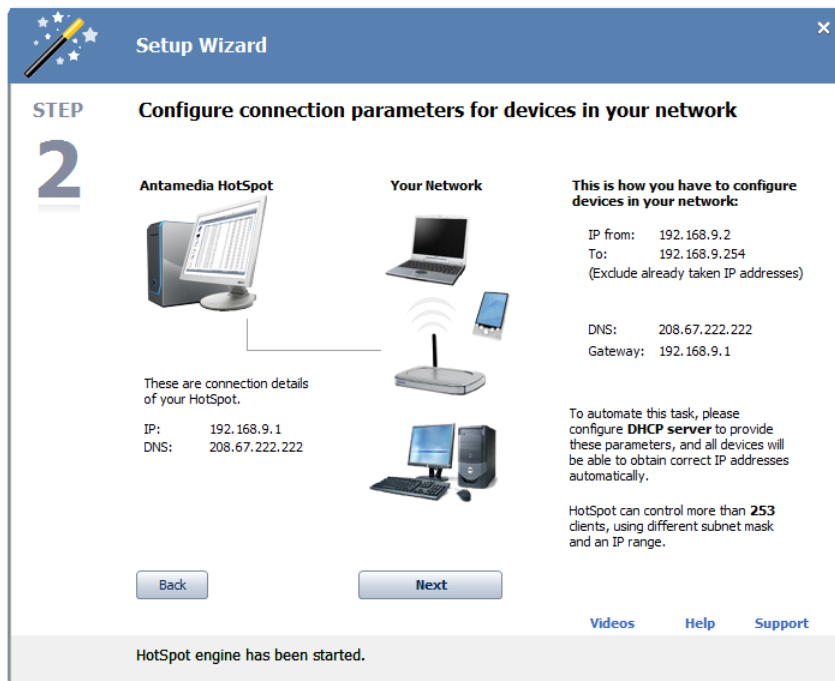 Setup Wizard
STEP
2
Configure connection parameters for devices in your network
Antamedia HotSpot
Your Network
This is how you have to configure
devices in your network:
IP from: 192.168.9.2
To: 192.168.9.254
(Exclude already taken IP addresses)
DNS: 208.67.222.222
Gateway: 192.168.9.1
These are connection details
of your HotSpot.
IP: 192.168.9.1
DNS: 208.67.222.222
To automate this task, please
configure DHCP server to provide
these parameters, and all devices will
be able to obtain correct IP addresses
automatically.
HotSpot can control more than 253
clients, using different subnet mask
and an IP range.
Back
Next
Videos Help Support
HotSpot engine has been started.